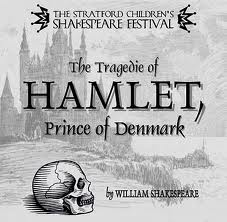 THE STRATFORD CHILDREN'S
SHAKESPEARE FESTIVAL
The Tragedie of
HAMLET,
Prince of Denmark
by WILLIAM SHAKESPEARE